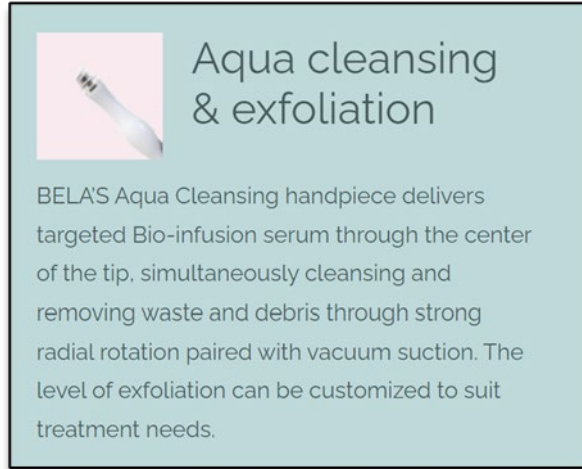 Aqua cleansing
& exfoliation
BELA'S Aqua Cleansing handpiece delivers
targeted Bio-infusion serum through the center
of the tip, simultaneously cleansing and
removing waste and debris through strong
radial rotation paired with vacuum suction. The
level of exfoliation can be customized to suit
treatment needs.